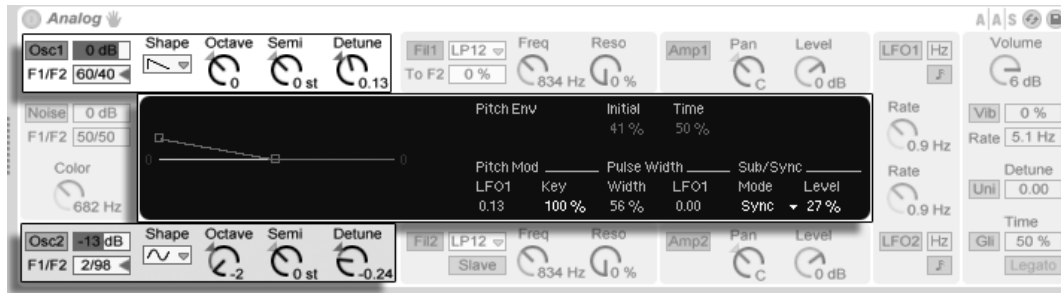 Analog
A A S
Osc1 0 dB Shape Octave Semi Detune Fil1 LP12 Freq Reso Amp1 Pan Level LFO1 Hz Volume
F1/F2 60/40 0 0 st 0.13 To F2 0 % 834 Hz 0 % C 0 dB -6 dB
Noise 0 dB Pitch Env Initial Time Rate Vib 0 %
F1/F2 50/50 41 % 50 % 0.9 Hz Rate 5.1 Hz
0 0
Color Pitch Mod Pulse Width Sub/Sync Rate Detune
LFO1 Key Width LFO1 Mode Level Uni 0.00
682 Hz 0.13 100 % 56 % 0.00 Sync 27 % 0.9 Hz
Time
Osc2 -13 dB Shape Octave Semi Detune Fil2 LP12 Freq Reso Amp2 Pan Level LFO2 Hz Gli 50 %
F1/F2 2/98 -2 0 st -0.24 Slave 834 Hz 0 % C 0 dB Legato